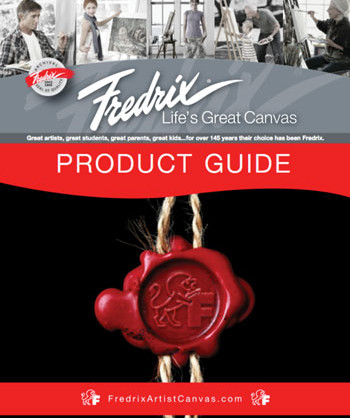 Fredrix®
Life's Great Canvas
Great artists, great students, great parents, great kids...for over 145 years their choice has been Fredrix.
PRODUCT GUIDE
F
FredrixArtistCanvas.com